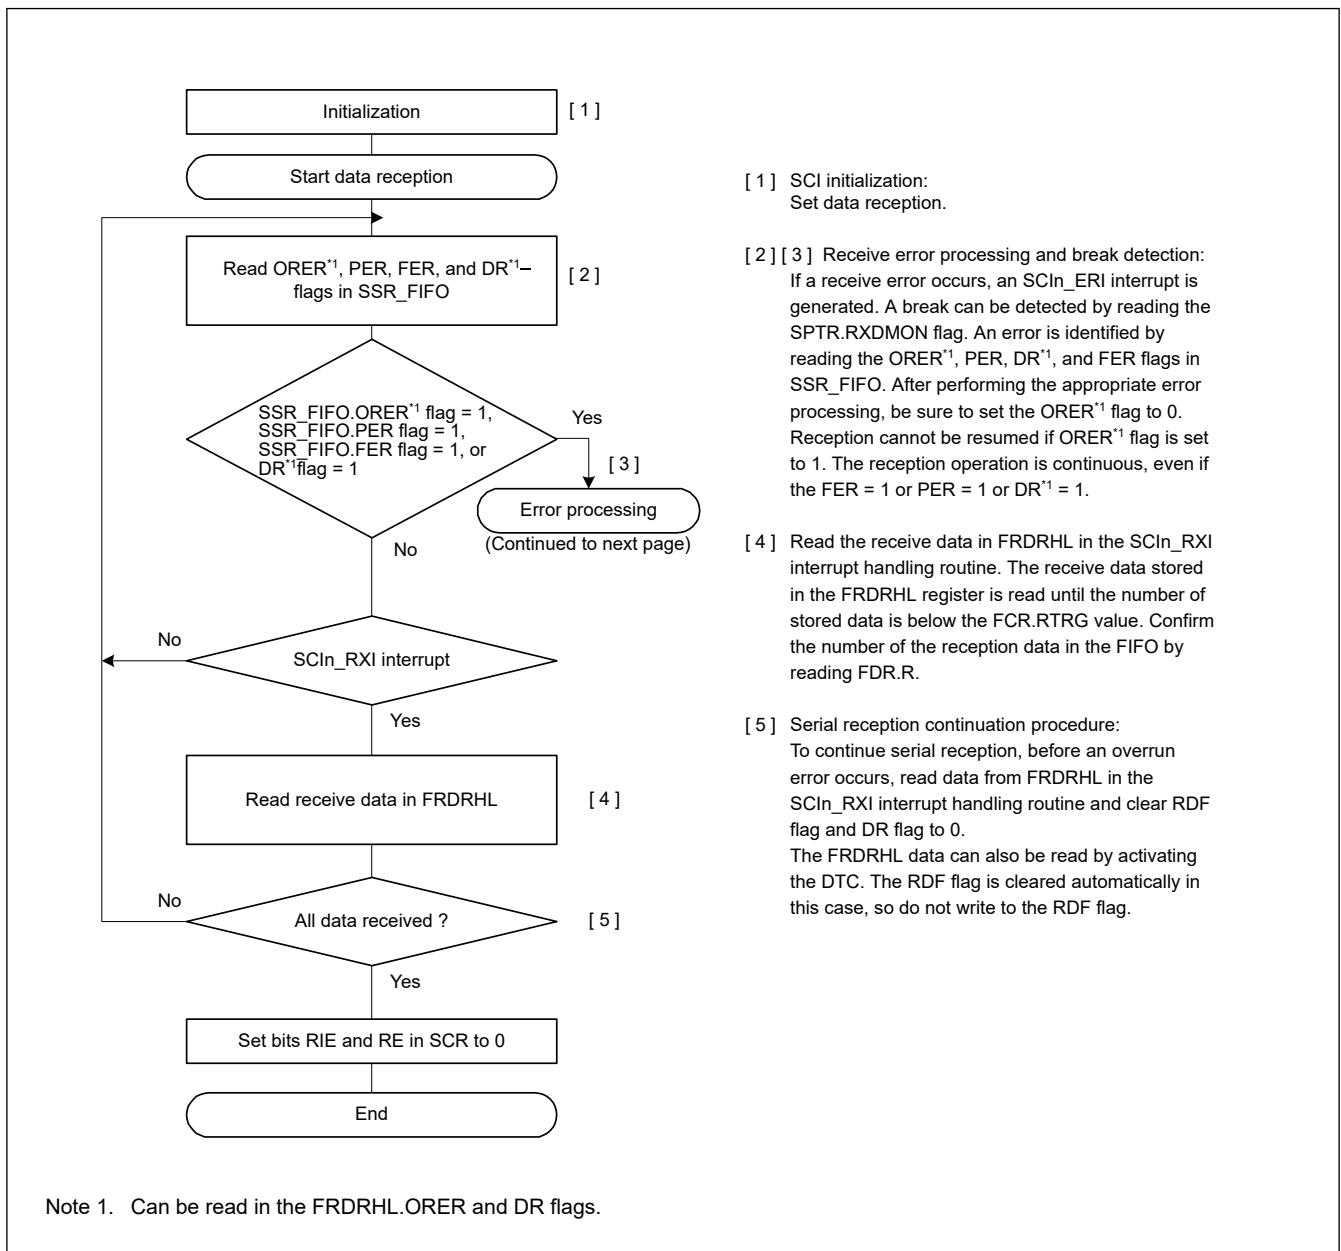 Initialization
[ 1 ]
Start data reception
Read ORER*1, PER, FER, and DR*1–
flags in SSR_FIFO
[ 2 ]
SSR_FIFO.ORER*1 flag = 1,
SSR_FIFO.PER flag = 1,
SSR_FIFO.FER flag = 1, or
DR*1flag = 1
Yes
[ 3 ]
Error processing
(Continued to next page)
No
No
SCIn_RXI interrupt
Yes
Read receive data in FRDRHL
[ 4 ]
No
All data received ?
[ 5 ]
Yes
Set bits RIE and RE in SCR to 0
End
[ 1 ] SCI initialization:
Set data reception.
[ 2 ] [ 3 ] Receive error processing and break detection:
If a receive error occurs, an SCIn_ERI interrupt is
generated. A break can be detected by reading the
SPTR.RXDMON flag. An error is identified by
reading the ORER*1, PER, DR*1, and FER flags in
SSR_FIFO. After performing the appropriate error
processing, be sure to set the ORER*1 flag to 0.
Reception cannot be resumed if ORER*1 flag is set
to 1. The reception operation is continuous, even if
the FER = 1 or PER = 1 or DR*1 = 1.
[ 4 ] Read the receive data in FRDRHL in the SCIn_RXI
interrupt handling routine. The receive data stored
in the FRDRHL register is read until the number of
stored data is below the FCR.RTRG value. Confirm
the number of the reception data in the FIFO by
reading FDR.R.
[ 5 ] Serial reception continuation procedure:
To continue serial reception, before an overrun
error occurs, read data from FRDRHL in the
SCIn_RXI interrupt handling routine and clear RDF
flag and DR flag to 0.
The FRDRHL data can also be read by activating
the DTC. The RDF flag is cleared automatically in
this case, so do not write to the RDF flag.
Note 1. Can be read in the FRDRHL.ORER and DR flags.